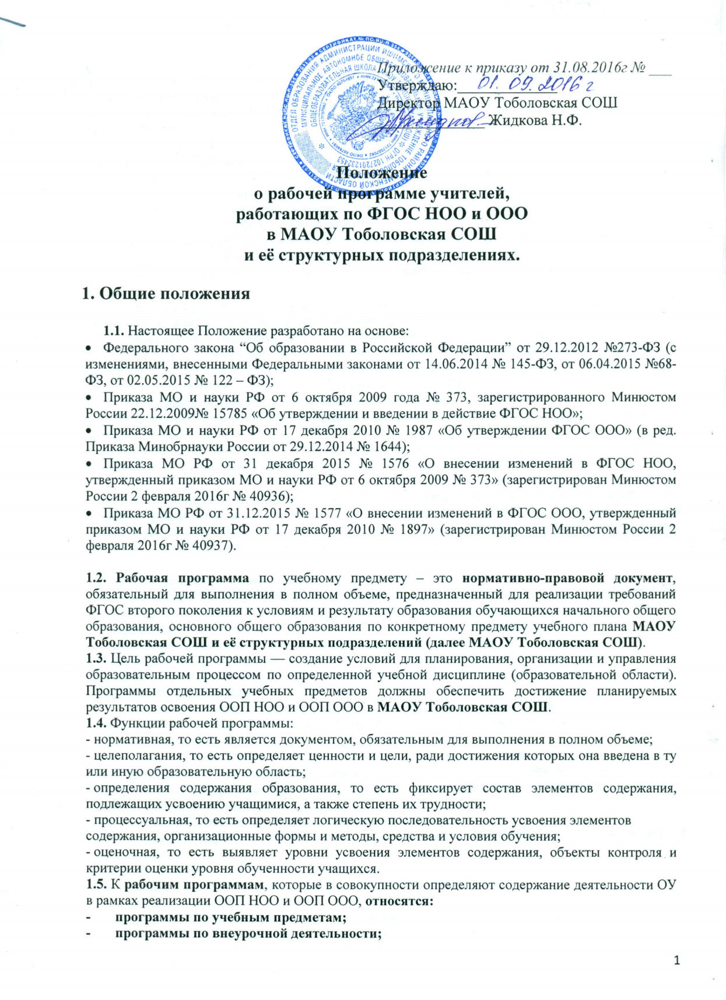 Приложение к приказу от 31.08.2016г № ___
Утверждаю: 01. 09. 2016 г
Директор МАОУ Тоболовская СОШ
Жидкова Н.Ф.
Положение
о рабочей программе учителей,
работающих по ФГОС НОО и ООО
в МАОУ Тоболовская СОШ
и её структурных подразделениях.
1. Общие положения
1.1. Настоящее Положение разработано на основе:
• Федерального закона “Об образовании в Российской Федерации” от 29.12.2012 №273-ФЗ (с
изменениями, внесенными Федеральными законами от 14.06.2014 № 145-ФЗ, от 06.04.2015 №68-
ФЗ, от 02.05.2015 № 122 – ФЗ);
• Приказа МО и науки РФ от 6 октября 2009 года № 373, зарегистрированного Минюстом
России 22.12.2009№ 15785 «Об утверждении и введении в действие ФГОС НОО»;
• Приказа МО и науки РФ от 17 декабря 2010 № 1987 «Об утверждении ФГОС ООО» (в ред.
Приказа Минобрнауки России от 29.12.2014 № 1644);
• Приказа МО РФ от 31 декабря 2015 № 1576 «О внесении изменений в ФГОС НОО,
утвержденный приказом МО и науки РФ от 6 октября 2009 № 373» (зарегистрирован Минюстом
России 2 февраля 2016г № 40936);
• Приказа МО РФ от 31.12.2015 № 1577 «О внесении изменений в ФГОС ООО, утвержденный
приказом МО и науки РФ от 17 декабря 2010 № 1897» (зарегистрирован Минюстом России 2
февраля 2016г № 40937).
1.2. Рабочая программа по учебному предмету – это нормативно-правовой документ,
обязательный для выполнения в полном объеме, предназначенный для реализации требований
ФГОС второго поколения к условиям и результату образования обучающихся начального общего
образования, основного общего образования по конкретному предмету учебного плана МАОУ
Тоболовская СОШ и её структурных подразделений (далее МАОУ Тоболовская СОШ).
1.3. Цель рабочей программы — создание условий для планирования, организации и управления
образовательным процессом по определенной учебной дисциплине (образовательной области).
Программы отдельных учебных предметов должны обеспечить достижение планируемых
результатов освоения ООП НОО и ООП ООО в МАОУ Тоболовская СОШ.
1.4. Функции рабочей программы:
- нормативная, то есть является документом, обязательным для выполнения в полном объеме;
- целеполагания, то есть определяет ценности и цели, ради достижения которых она введена в ту
или иную образовательную область;
- определения содержания образования, то есть фиксирует состав элементов содержания,
подлежащих усвоению учащимися, а также степень их трудности;
- процессуальная, то есть определяет логическую последовательность усвоения элементов
содержания, организационные формы и методы, средства и условия обучения;
- оценочная, то есть выявляет уровни усвоения элементов содержания, объекты контроля и
критерии оценки уровня обученности учащихся.
1.5. К рабочим программам, которые в совокупности определяют содержание деятельности ОУ
в рамках реализации ООП НОО и ООП ООО, относятся:
- программы по учебным предметам;
- программы по внеурочной деятельности;
1